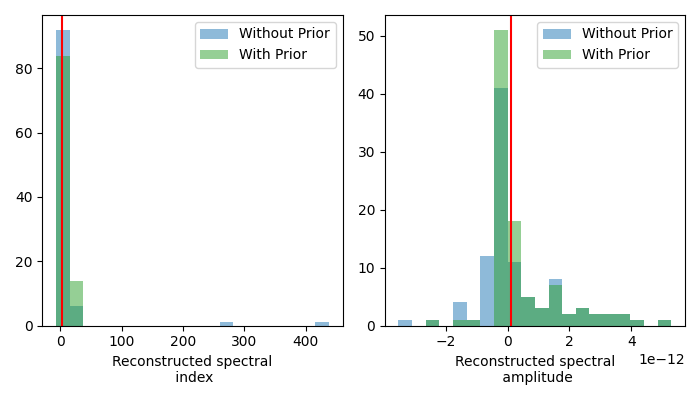 Without Prior
With Prior
80
60
40
20
0
0 100 200 300 400
Reconstructed spectral
index
Without Prior
With Prior
50
40
30
20
10
0
−2 0 2 4
1e−12
Reconstructed spectral
amplitude